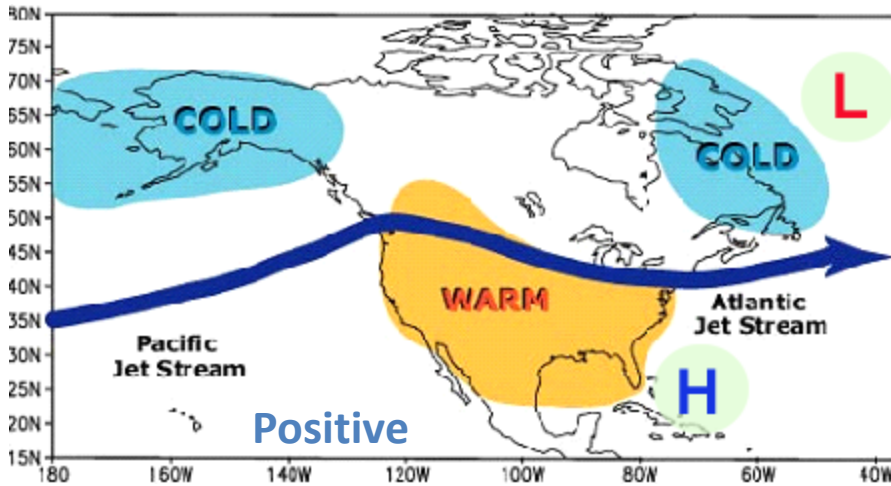 80N
75N
70N
65N
60N
55N
50N
45N
40N
35N
30N
25N
20N
15N
COLD
L
COLD
WARM
Atlantic
Jet Stream
Pacific
Jet Stream
H
Positive
180 160W 140W 120W 100W 80W 60W 40W